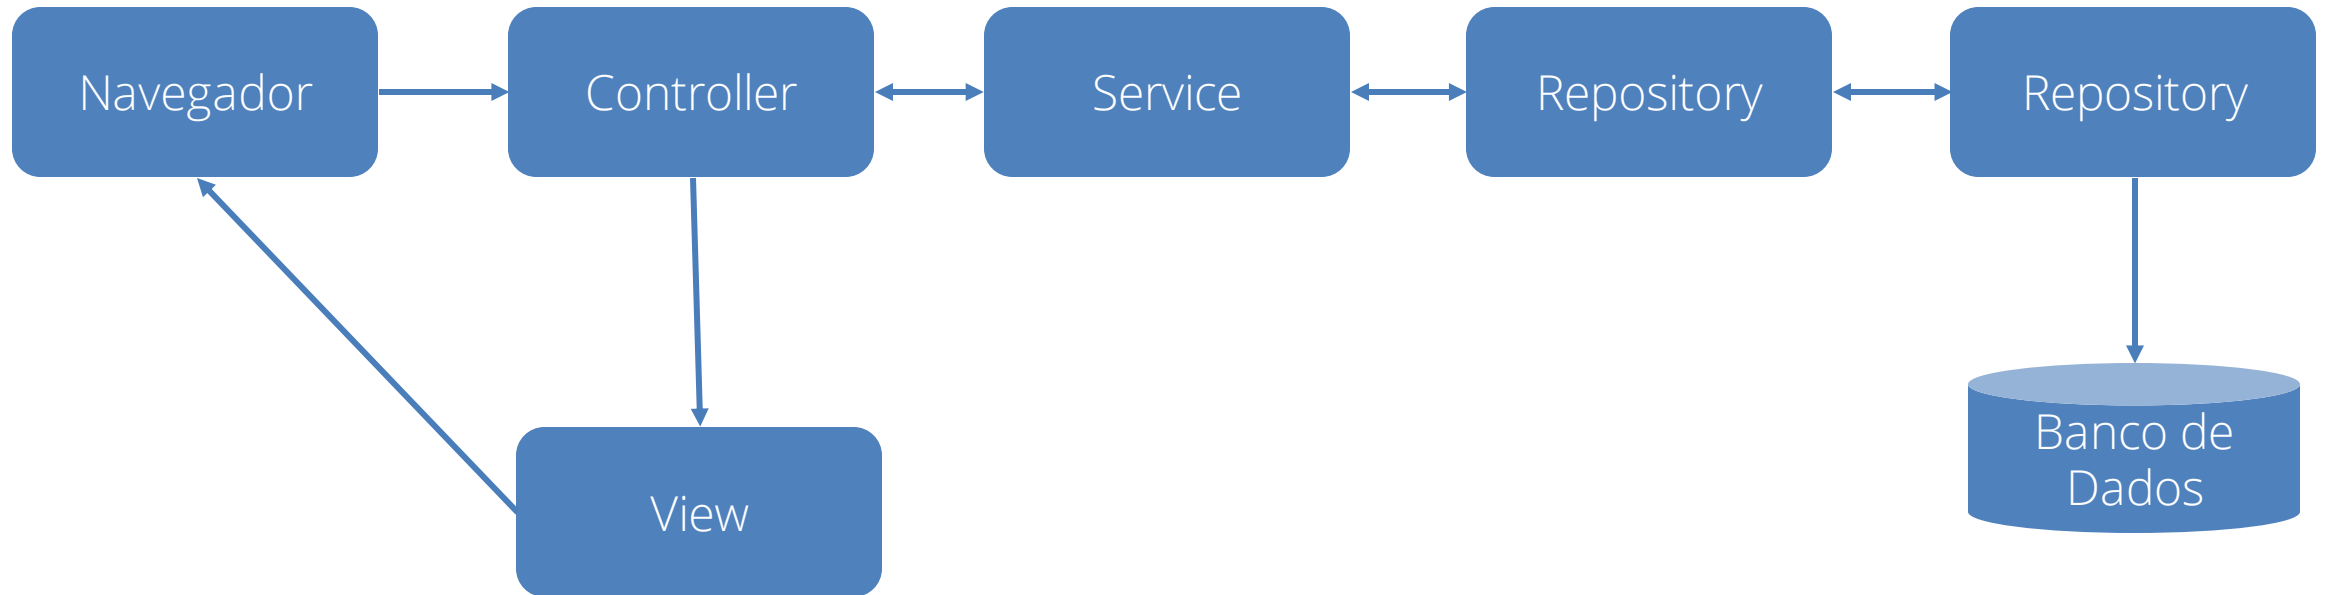 Navegador
Controller
Service
Repository
Repository
View
Banco de
Dados